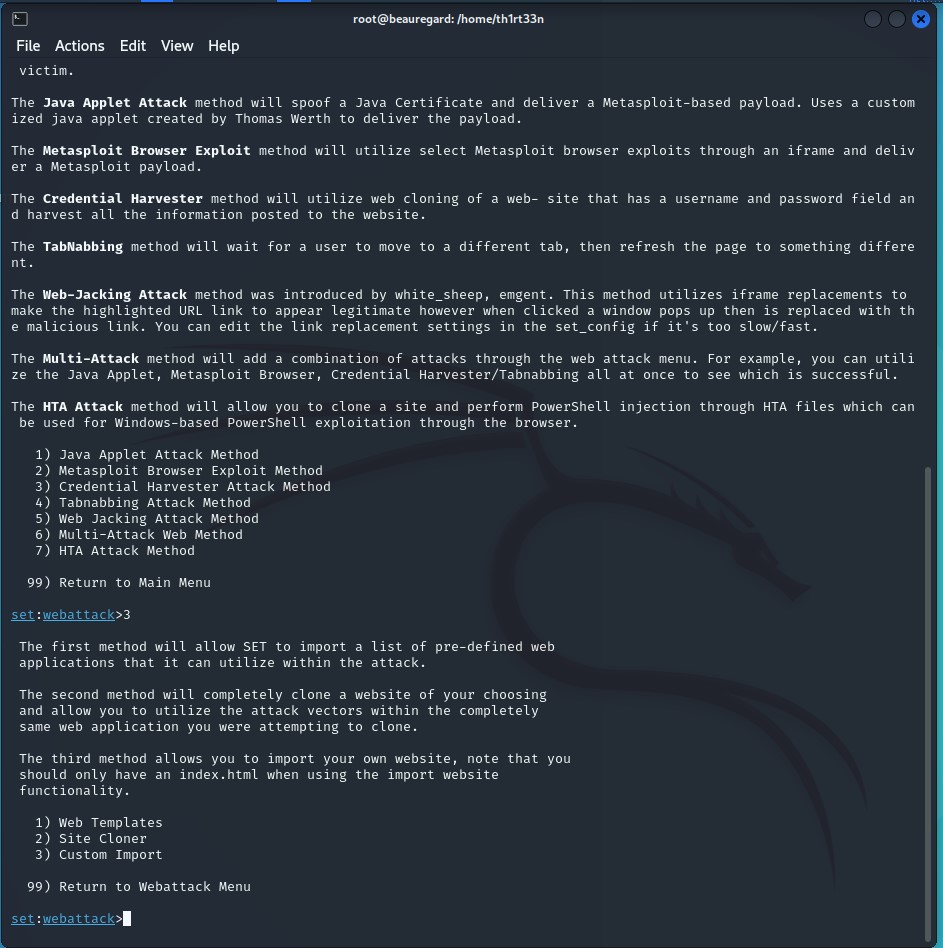 root@beauregard: /home/th1rt33n
File Actions Edit View Help
victim.
The Java Applet Attack method will spoof a Java Certificate and deliver a Metasploit-based payload. Uses a custom
ized java applet created by Thomas Werth to deliver the payload.
The Metasploit Browser Exploit method will utilize select Metasploit browser exploits through an iframe and deliv
er a Metasploit payload.
The Credential Harvester method will utilize web cloning of a web- site that has a username and password field an
d harvest all the information posted to the website.
The TabNabbing method will wait for a user to move to a different tab, then refresh the page to something differe
nt.
The Web-Jacking Attack method was introduced by white_sheep, emgent. This method utilizes iframe replacements to
make the highlighted URL link to appear legitimate however when clicked a window pops up then is replaced with th
e malicious link. You can edit the link replacement settings in the set_config if it's too slow/fast.
The Multi-Attack method will add a combination of attacks through the web attack menu. For example, you can utili
ze the Java Applet, Metasploit Browser, Credential Harvester/Tabnabbing all at once to see which is successful.
The HTA Attack method will allow you to clone a site and perform PowerShell injection through HTA files which can
be used for Windows-based PowerShell exploitation through the browser.
1) Java Applet Attack Method
2) Metasploit Browser Exploit Method
3) Credential Harvester Attack Method
4) Tabnabbing Attack Method
5) Web Jacking Attack Method
6) Multi-Attack Web Method
7) HTA Attack Method
99) Return to Main Menu
set:webattack>3
The first method will allow SET to import a list of pre-defined web
applications that it can utilize within the attack.
The second method will completely clone a website of your choosing
and allow you to utilize the attack vectors within the completely
same web application you were attempting to clone.
The third method allows you to import your own website, note that you
should only have an index.html when using the import website
functionality.
1) Web Templates
2) Site Cloner
3) Custom Import
99) Return to Webattack Menu
set:webattack>